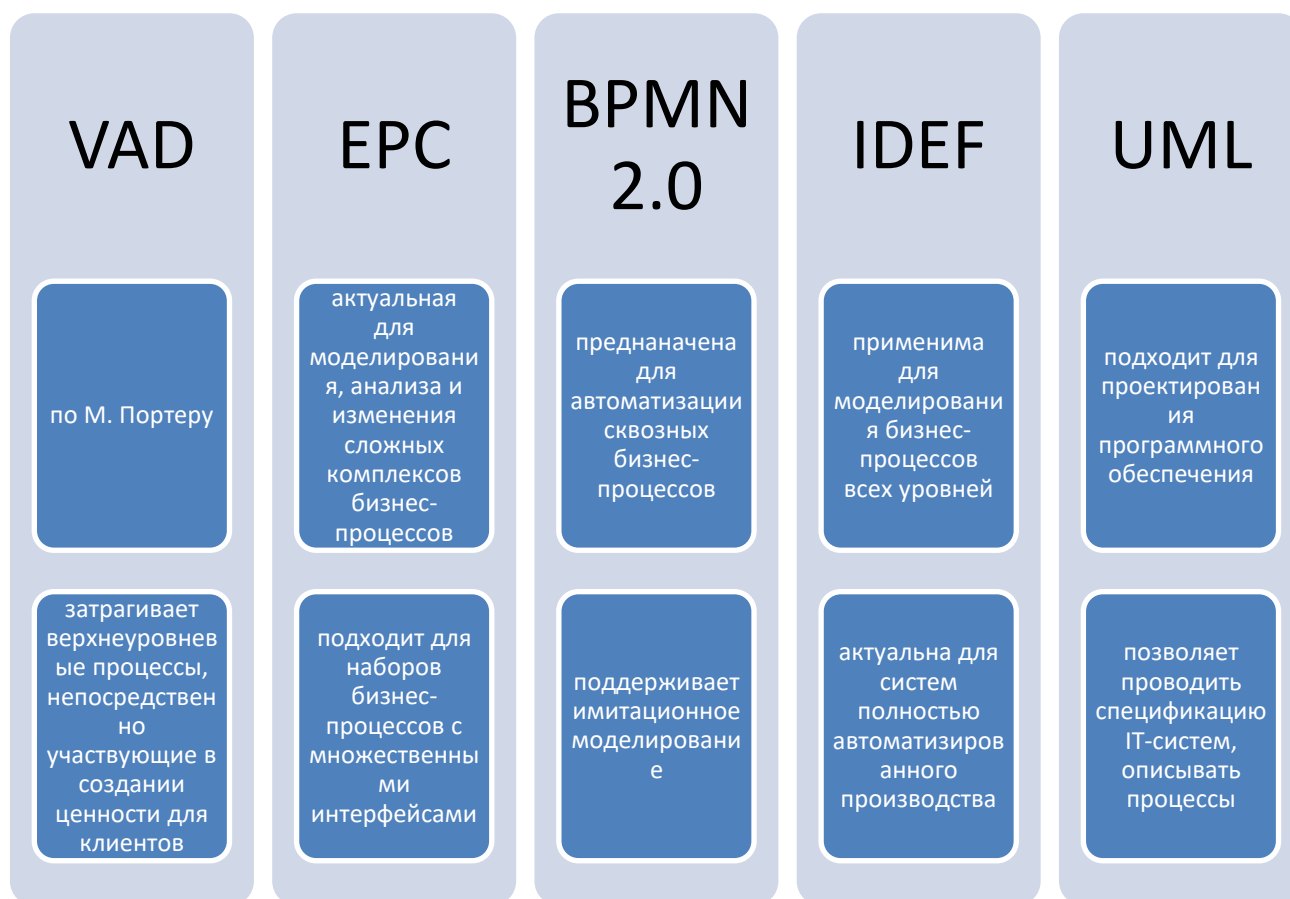 VAD
по М. Портеру
затрагивает
верхнеуровнев
ые процессы,
непосредствен
но
участвующие в
создании
ценности для
клиентов
EPC
актуальная
для
моделировани
я, анализа и
изменения
сложных
комплексов
бизнес-
процессов
подходит для
наборов
бизнес-
процессов с
множественны
ми
интерфейсами
BPMN
2.0
преднаначена
для
автоматизации
сквозных
бизнес-
процессов
поддерживает
имитационное
моделировани
е
IDEF
применима
для
моделировани
я бизнес-
процессов
всех уровней
актуальна для
систем
полностью
автоматизиров
анного
производства
UML
подходит для
проектирован
ия
программного
обеспечения
позволяет
проводить
спецификацию
IT-систем,
описывать
процессы